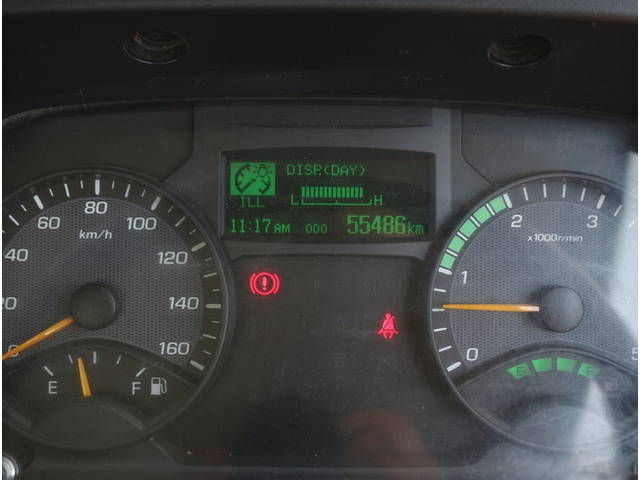 DISP.(DAY)
ILL
L H
11:17 AM ODO 55486 km
0 20 40 60 80 100 120 140 160
km/h
E F
0 1 2 3 5
x1000r/min
E